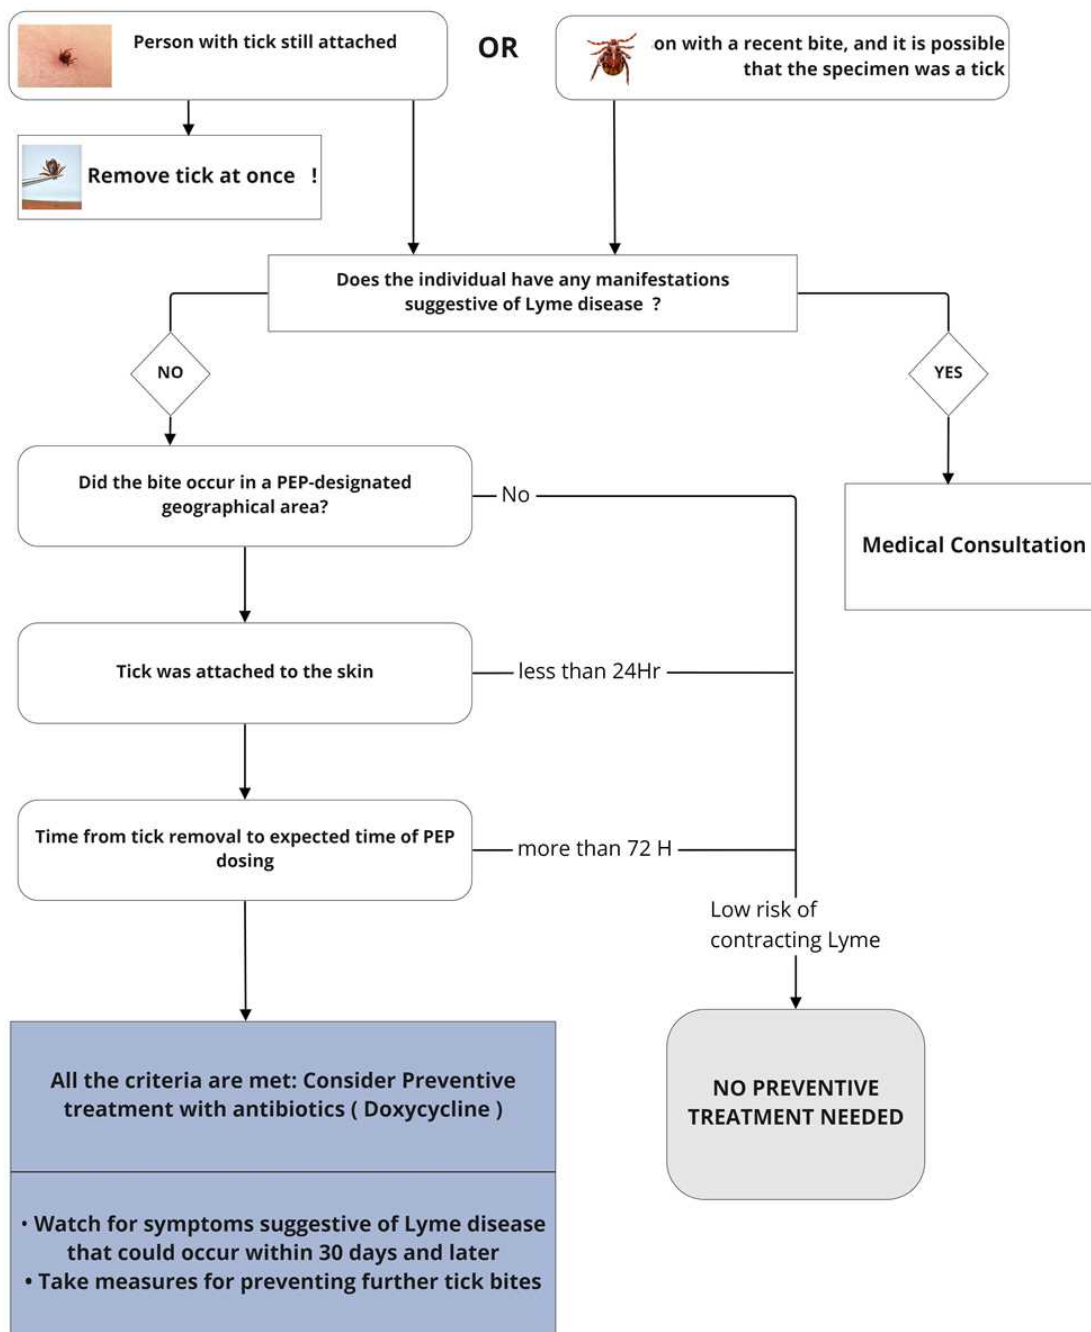 Person with tick still attached
OR
on with a recent bite, and it is possible
that the specimen was a tick
Remove tick at once !
Does the individual have any manifestations
suggestive of Lyme disease ?
NO
YES
Did the bite occur in a PEP-designated
geographical area?
No
Medical Consultation
Tick was attached to the skin
less than 24Hr
Time from tick removal to expected time of PEP
dosing
more than 72 H
Low risk of
contracting Lyme
All the criteria are met: Consider Preventive
treatment with antibiotics ( Doxycycline )
NO PREVENTIVE
TREATMENT NEEDED
• Watch for symptoms suggestive of Lyme disease
that could occur within 30 days and later
• Take measures for preventing further tick bites